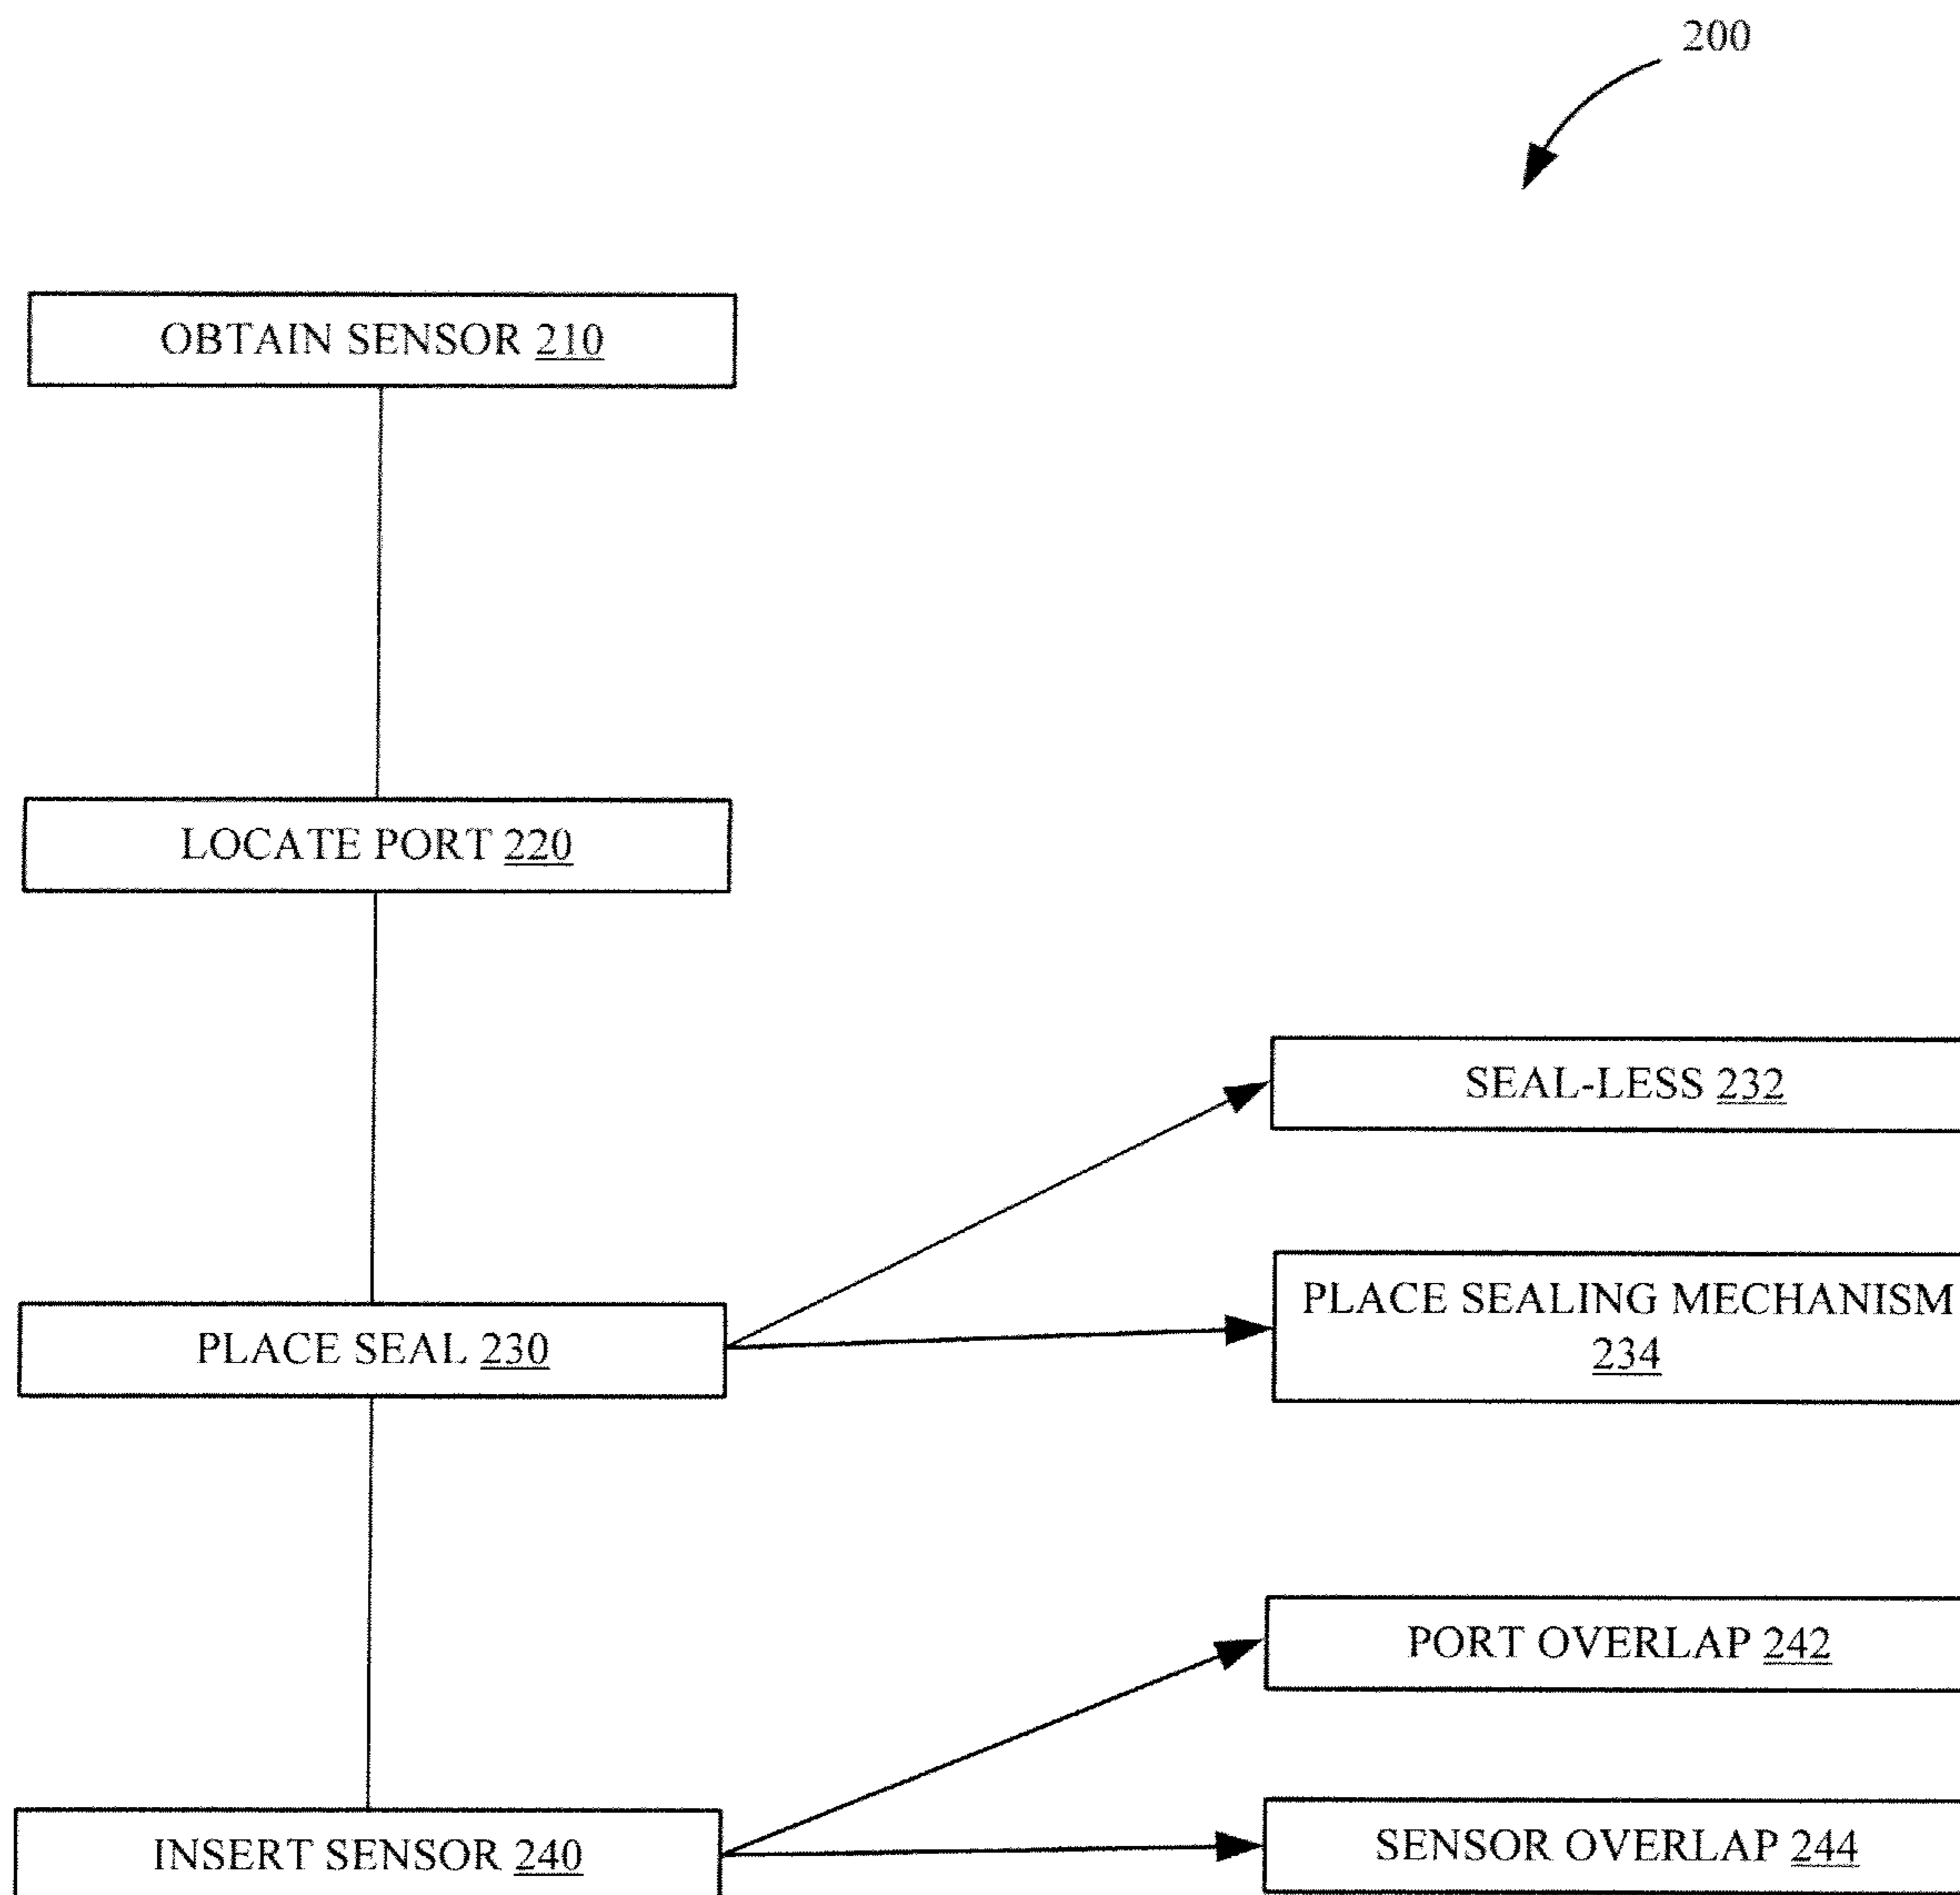 200
OBTAIN SENSOR 210
LOCATE PORT 220
SEAL-LESS 232
PLACE SEALING MECHANISM
234
PLACE SEAL 230
PORT OVERLAP 242
SENSOR OVERLAP 244
INSERT SENSOR 240